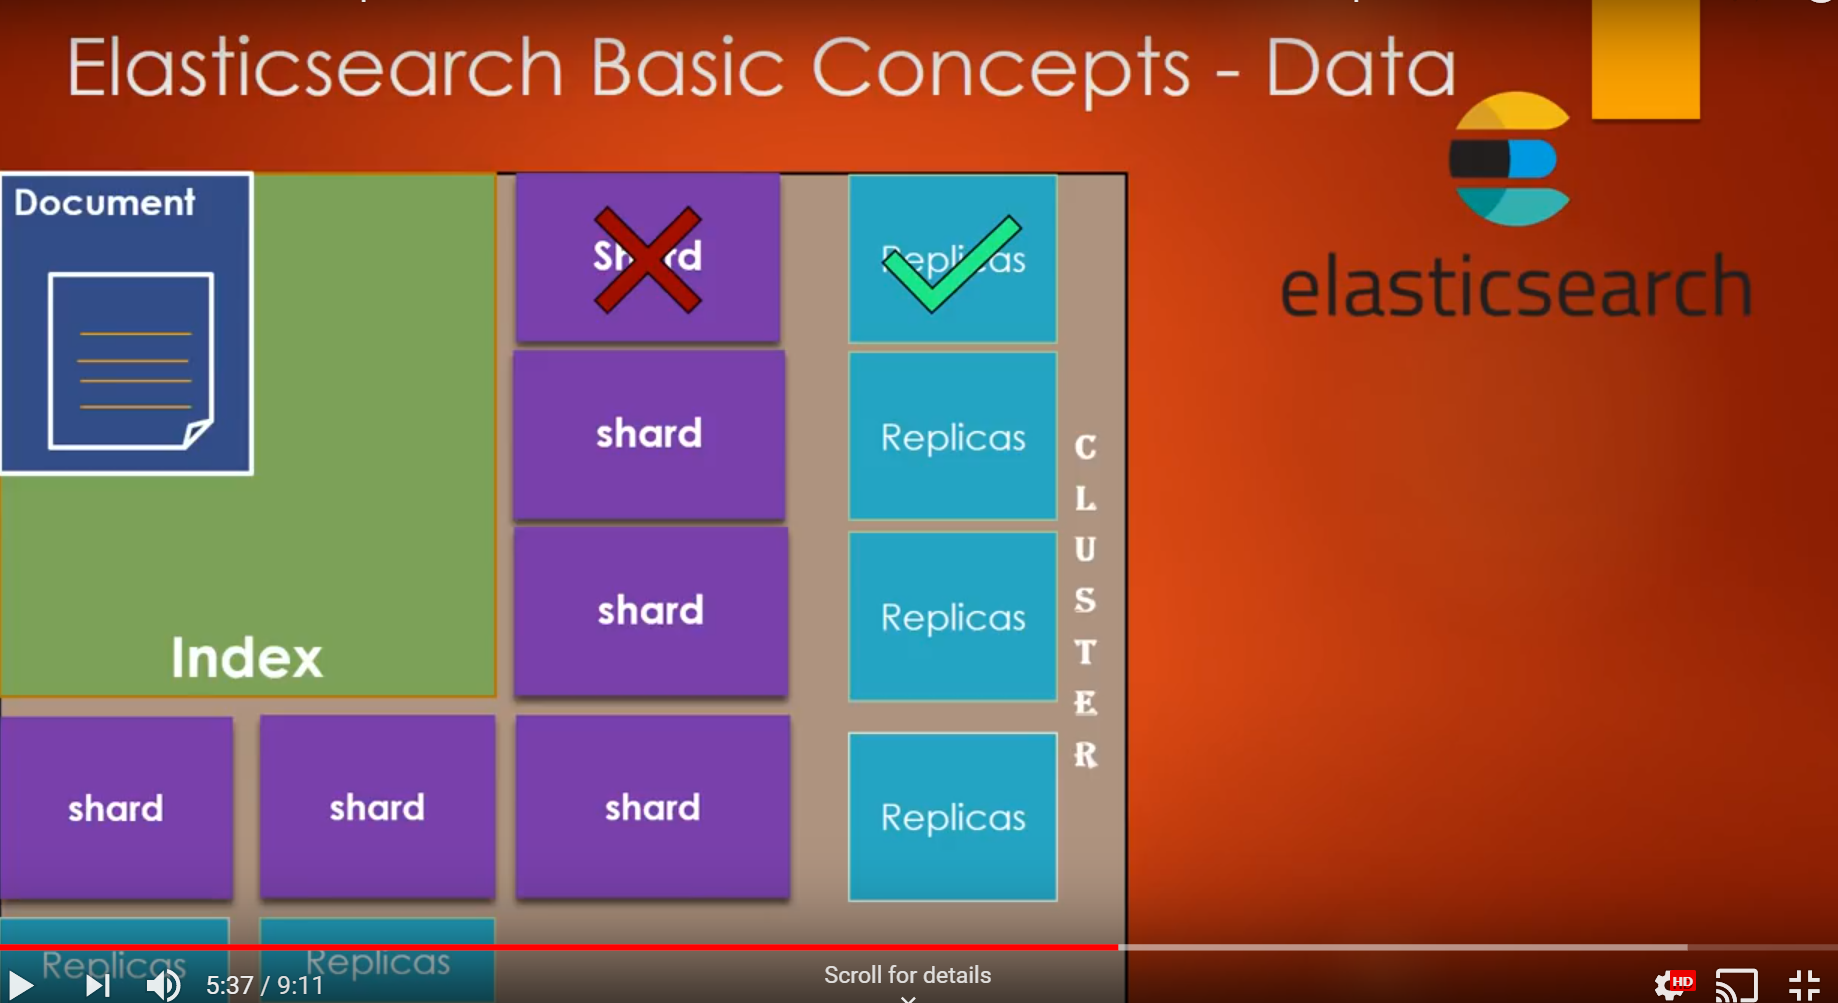 Elasticsearch Basic Concepts - Data
elasticsearch
Document
Index
Shard
Replicas
shard
Replicas
shard
Replicas
shard
shard
shard
Replicas
CLUSTER
Replicas
Replicas
5:37 / 9:11
Scroll for details
HD